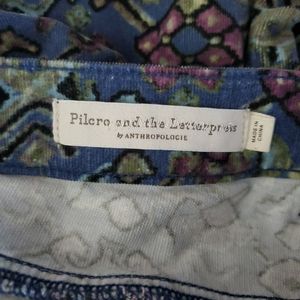 Pilcro and the Letterpress
by ANTHROPOLOGIE
MADE IN
CHINA